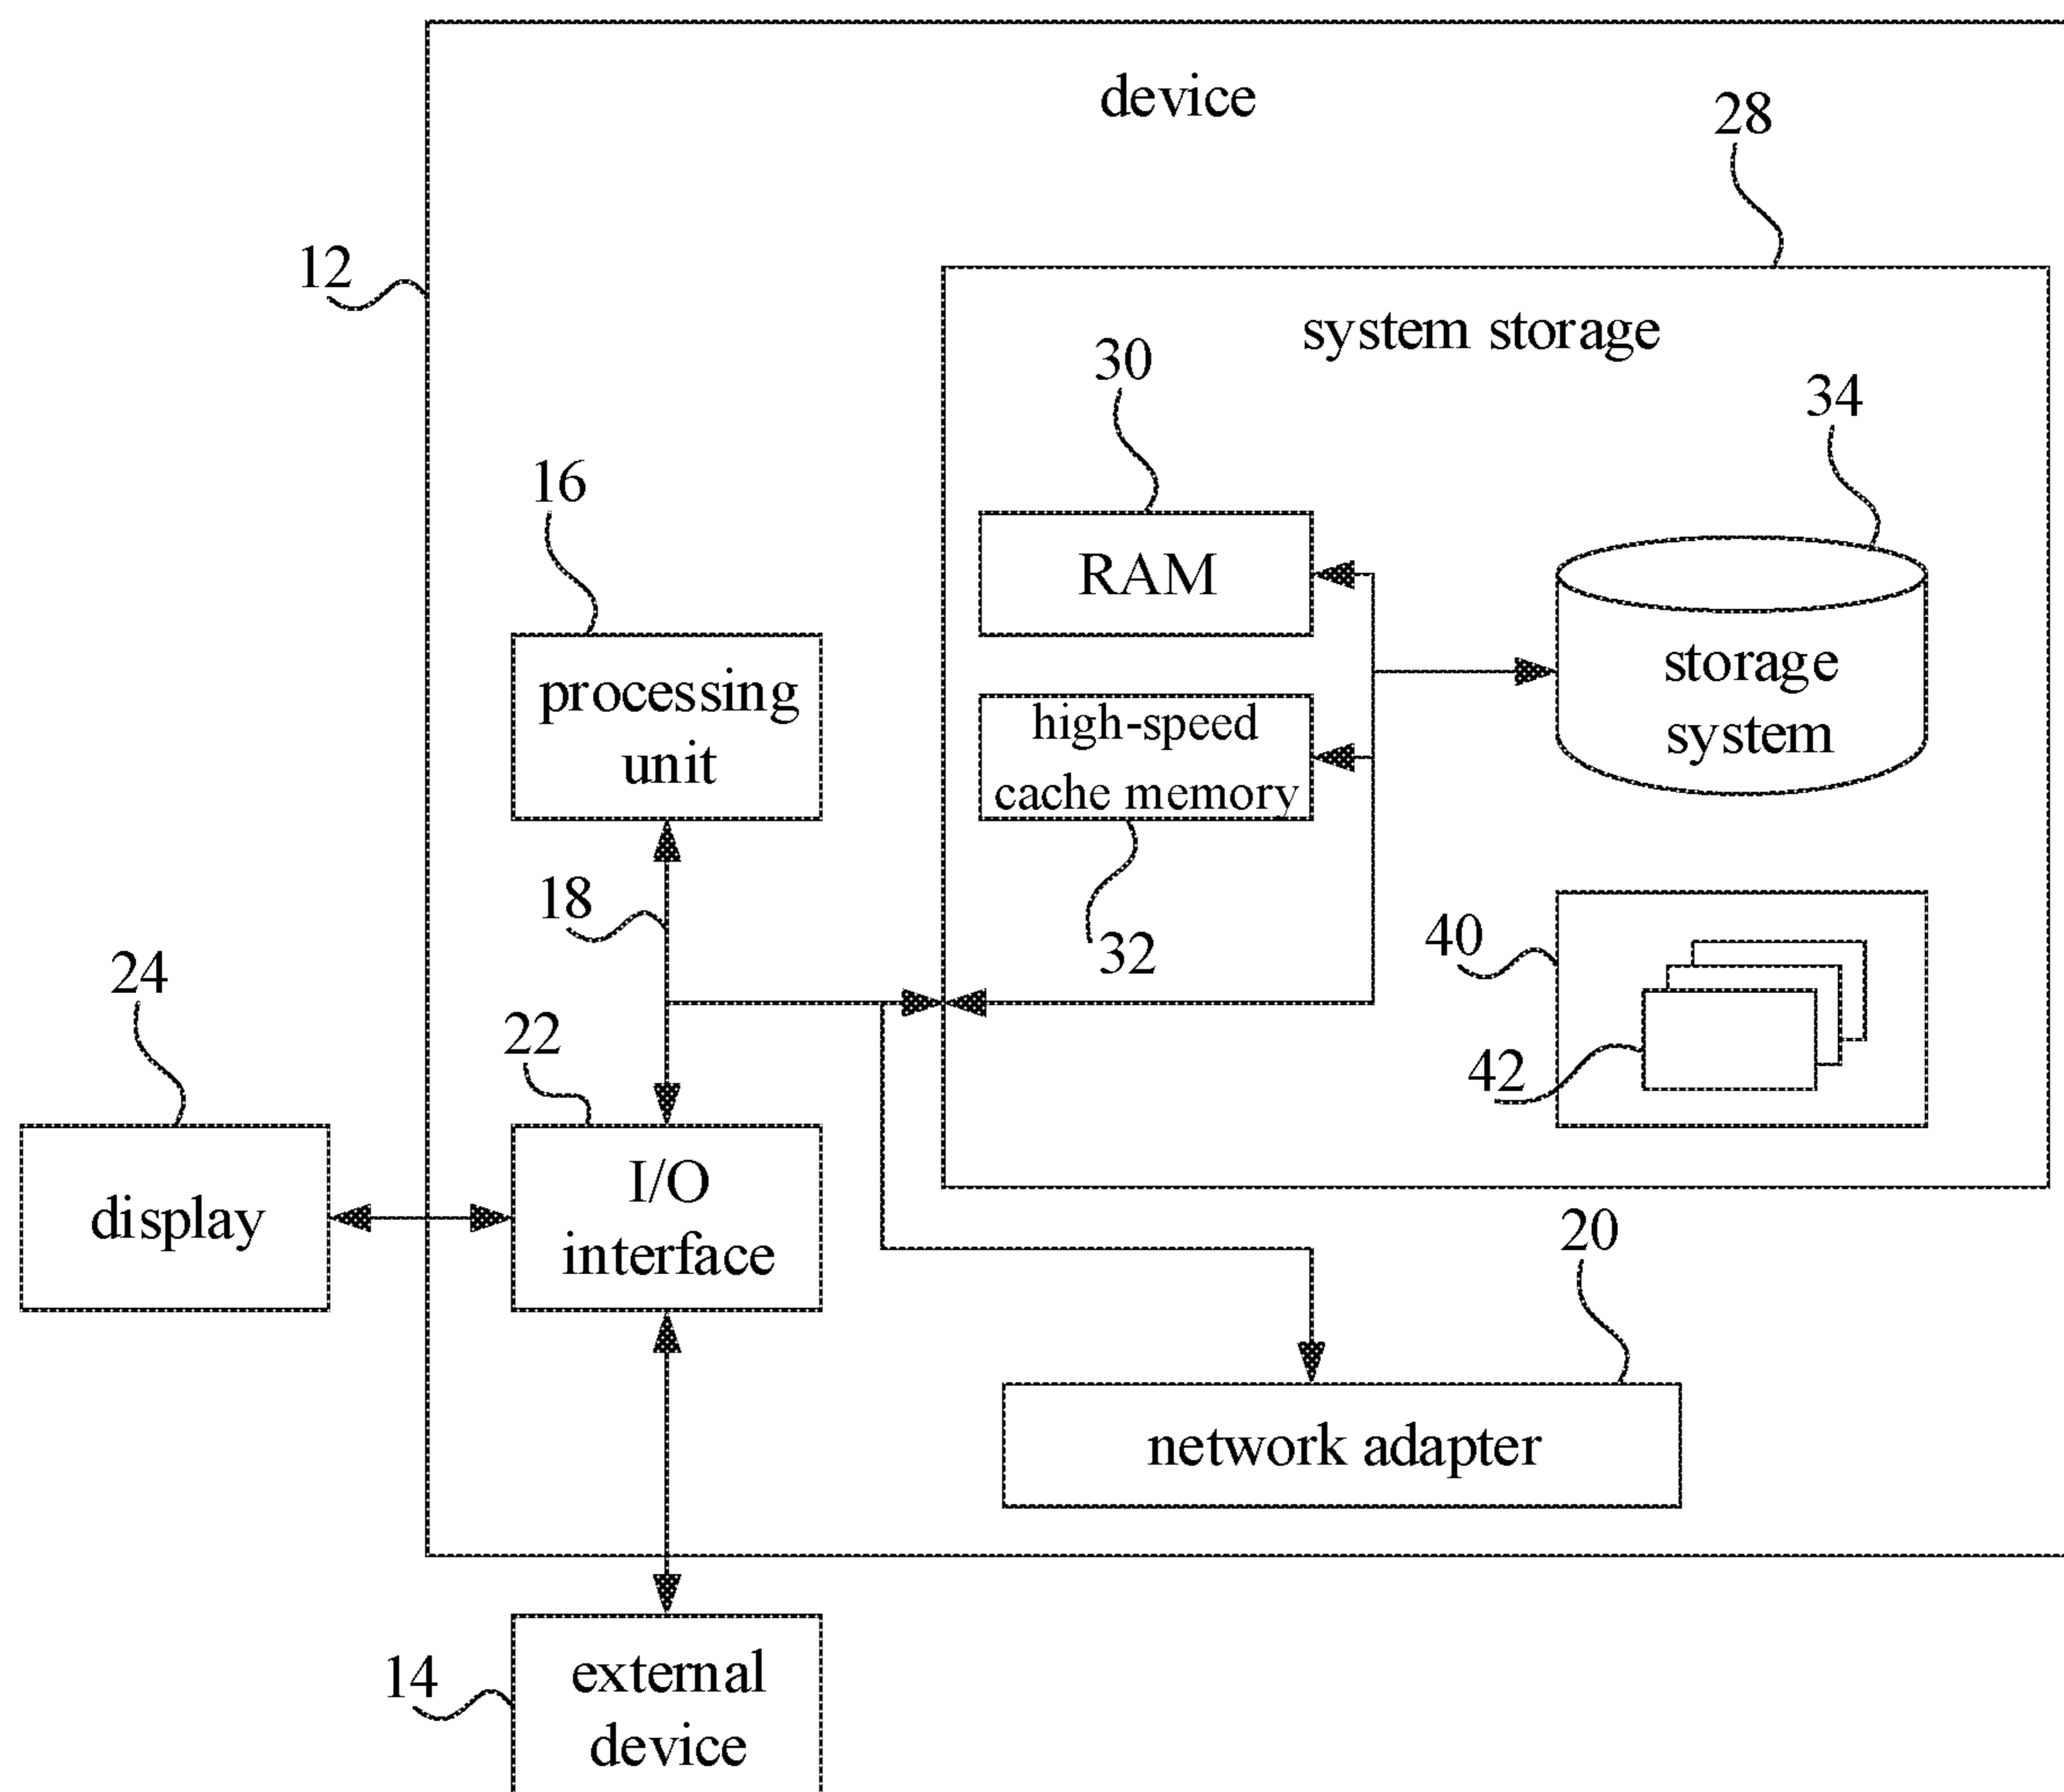 device
28
12
system storage
30
34
16
RAM
processing
unit
storage
system
high-speed
cache memory
18
32
40
24
22
42
display
I/O
interface
20
network adapter
14
external
device